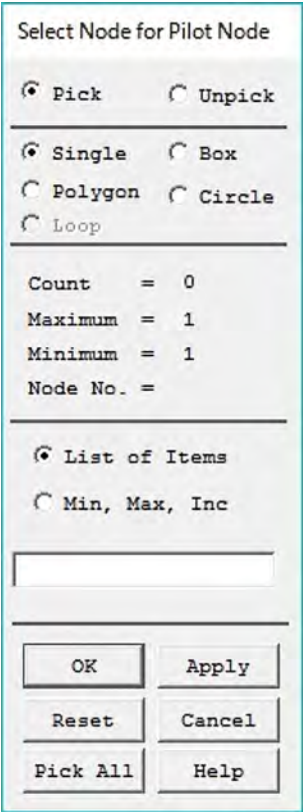 Select Node for Pilot Node
Pick Unpick
Single Box
Polygon Circle
Loop
Count = 0
Maximum = 1
Minimum = 1
Node No. =
List of Items
Min, Max, Inc
OK Apply
Reset Cancel
Pick All Help